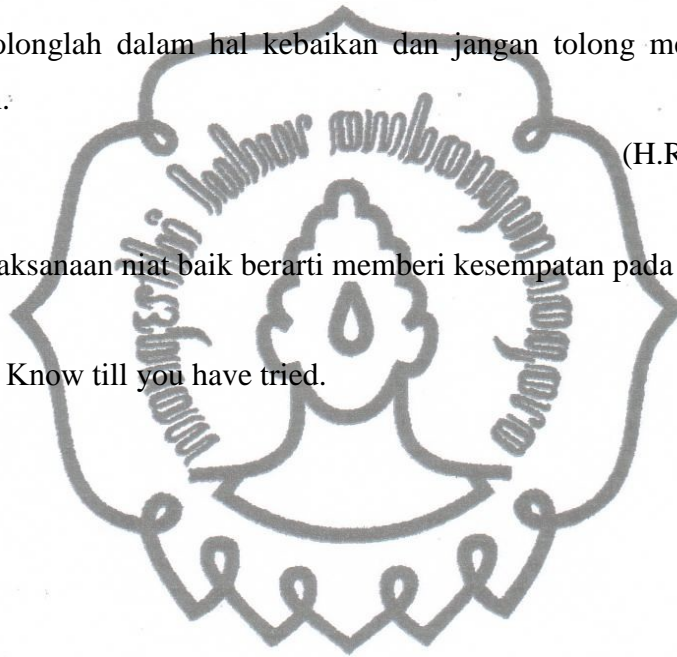 olonglah dalam hal kebaikan dan jangan tolong me
(H.R
aksanaan niat baik berarti memberi kesempatan pada
Know till you have tried.